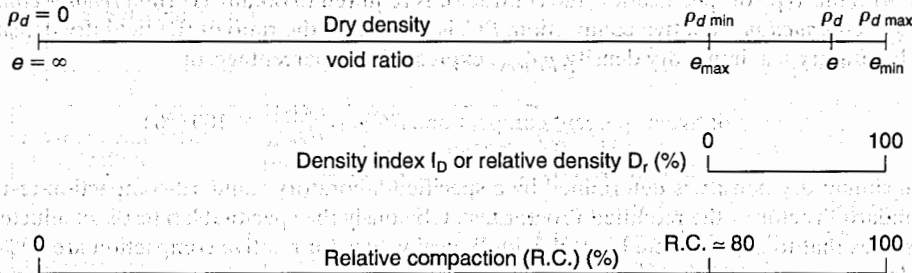 ρd = 0 Dry density ρd min ρd ρd max
e = ∞ void ratio emax e emin
0 100
Density index ID or relative density Dr (%)
0 R.C. ≃ 80 100
Relative compaction (R.C.) (%)